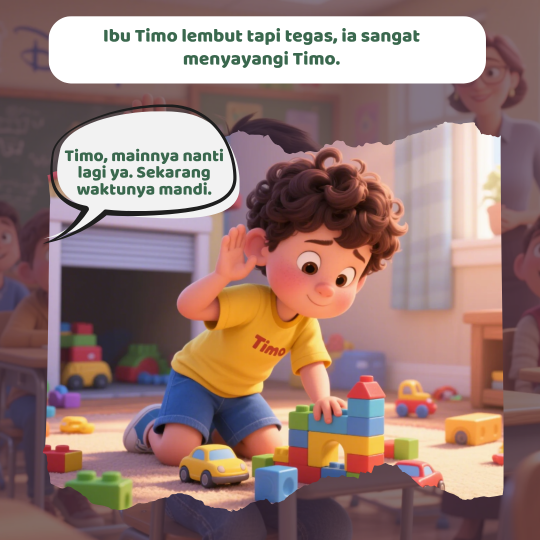 Ibu Timo lembut tapi tegas, ia sangat
menyayangi Timo.
Timo, mainnya nanti
lagi ya. Sekarang
waktunya mandi.
Timo